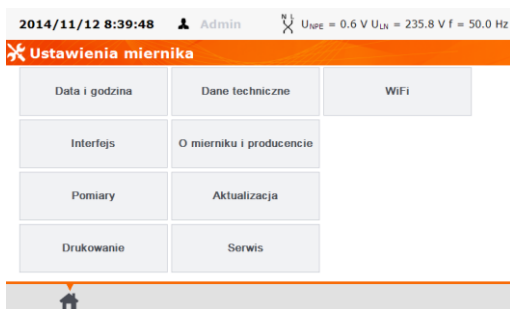 2014/11/12 8:39:48 Admin N L UNPE = 0.6 V ULN = 235.8 V f = 50.0 Hz
Ustawienia miernika
Data i godzina Dane techniczne WiFi
Interfejs O mierniku i producencie
Pomiary Aktualizacja
Drukowanie Serwis